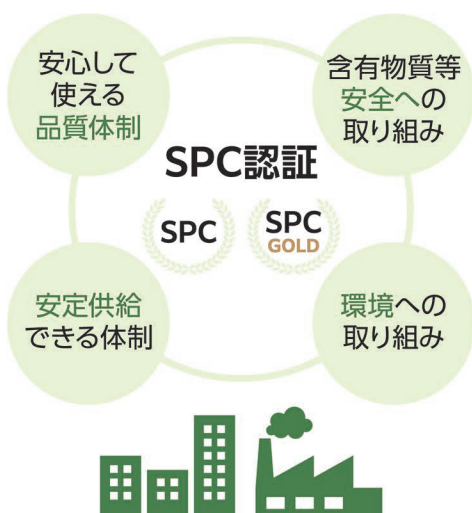 安心して
使える
品質体制
含有物質等
安全への
取り組み
SPC認証
SPC
SPC
GOLD
安定供給
できる体制
環境への
取り組み